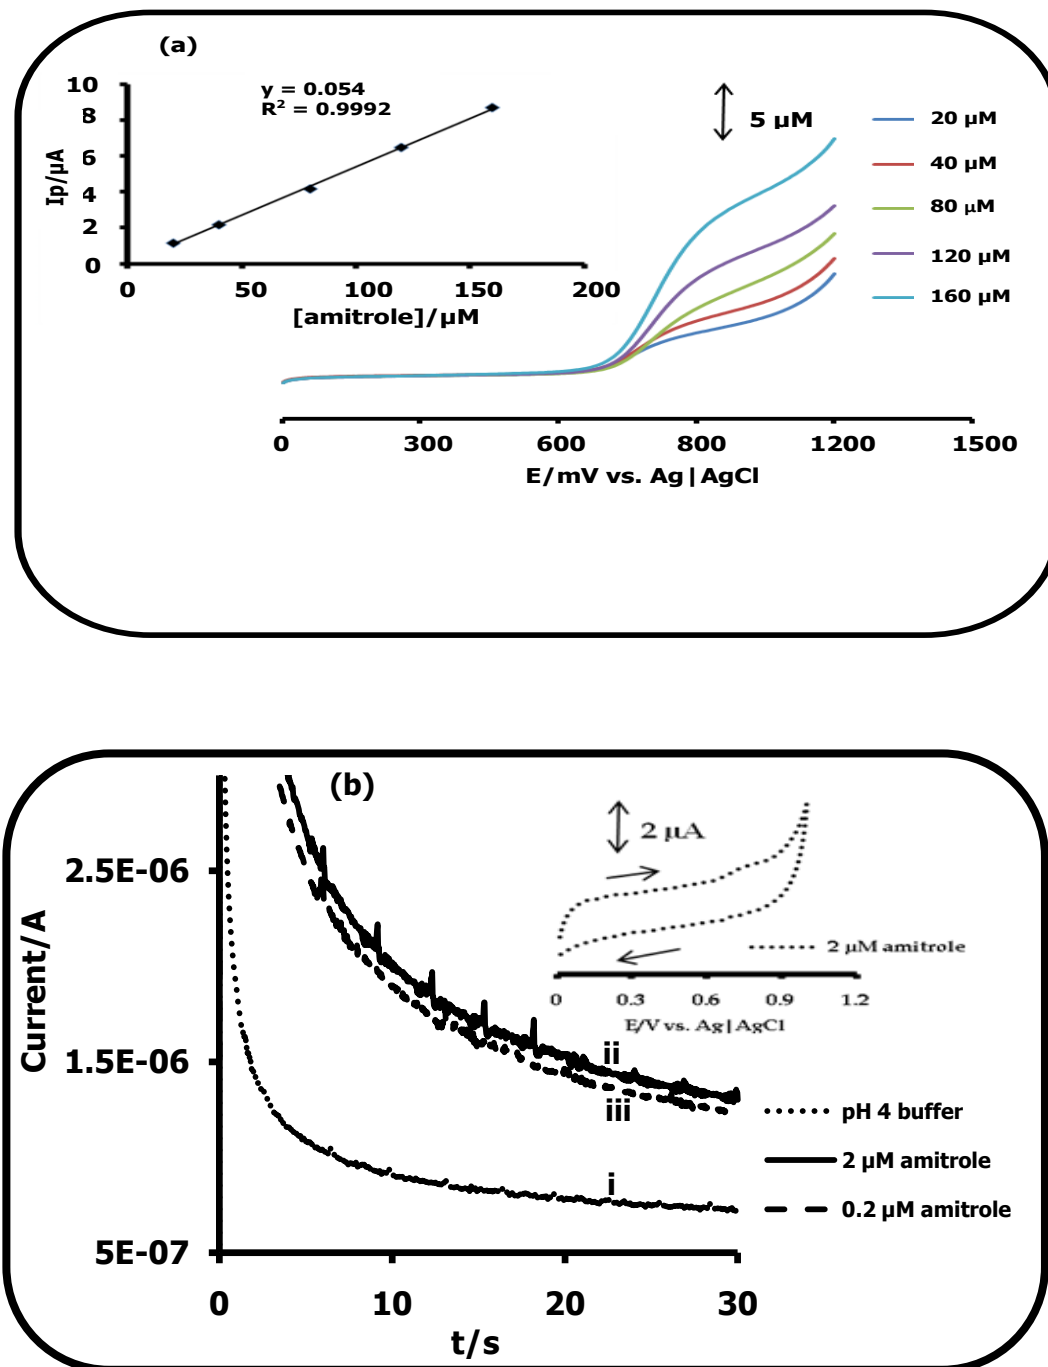 (a)
y = 0.054
R² = 0.9992
10
8
6
4
2
0
Ip/µA
0 50 100 150 200
[amitrole]/µM
5 µM
20 µM
40 µM
80 µM
120 µM
160 µM
0 300 600 800 1200 1500
E/mV vs. Ag|AgCl
(b)
2.5E-06
1.5E-06
5E-07
Current/A
2 µA
2 µM amitrole
0 0.3 0.6 0.9 1.2
E/V vs. Ag|AgCl
ii
iii
i
pH 4 buffer
2 µM amitrole
0.2 µM amitrole
0 10 20 30
t/s